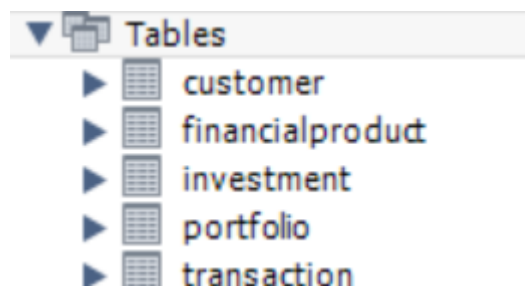 Tables
customer
financialproduct
investment
portfolio
transaction